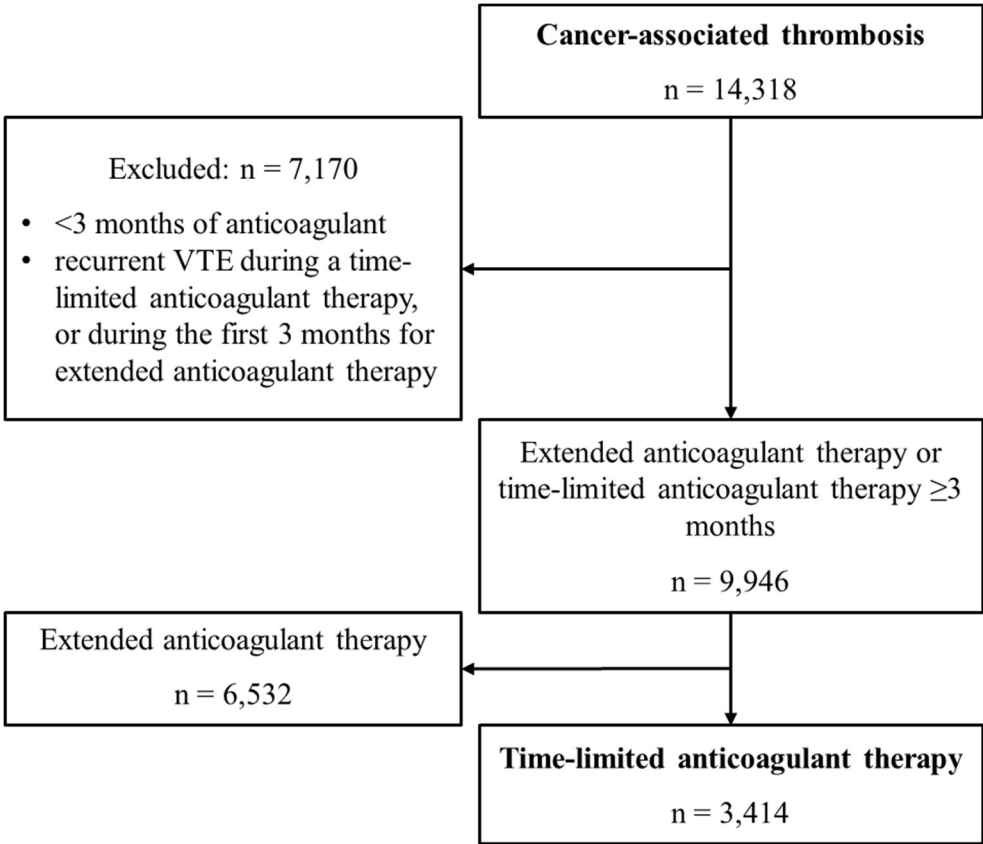 Cancer-associated thrombosis
n = 14,318
Excluded: n = 7,170
• <3 months of anticoagulant
• recurrent VTE during a time-
limited anticoagulant therapy,
or during the first 3 months for
extended anticoagulant therapy
Extended anticoagulant therapy or
time-limited anticoagulant therapy ≥3
months
n = 9,946
Extended anticoagulant therapy
n = 6,532
Time-limited anticoagulant therapy
n = 3,414